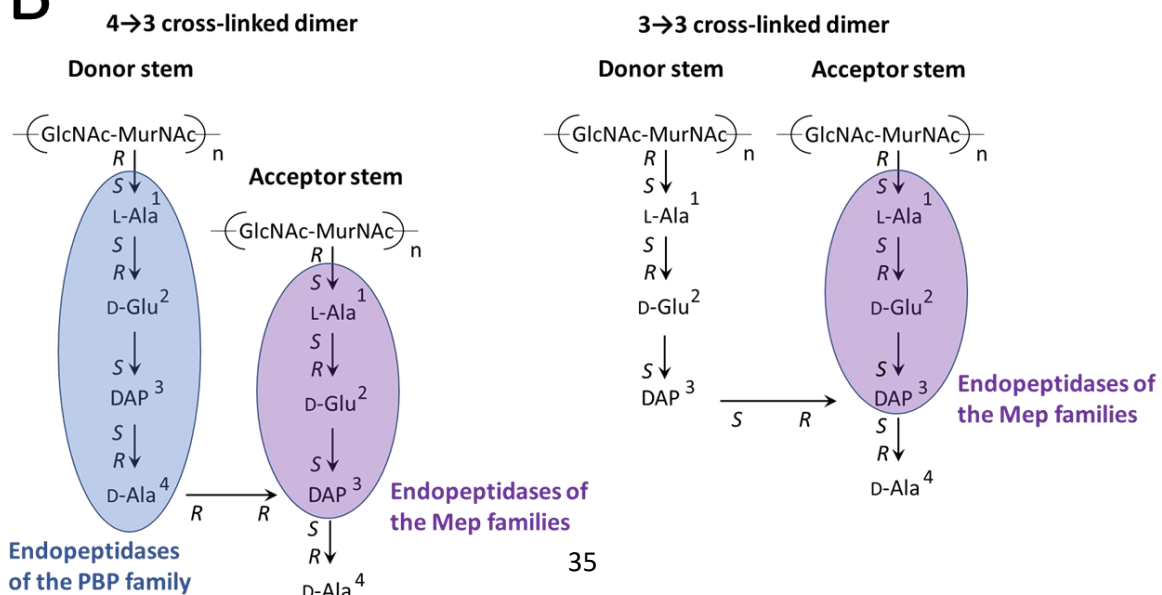 B
4→3 cross-linked dimer
Donor stem
GlcNAc-MurNAc
n
R
S
L-Ala 1
S
R
D-Glu 2
S
DAP 3
S
R
D-Ala 4
R R
Endopeptidases
of the PBP family
Acceptor stem
GlcNAc-MurNAc
n
R
S
L-Ala 1
S
R
D-Glu 2
S
DAP 3
S
R
D-Ala 4
Endopeptidases of
the Mep families
3→3 cross-linked dimer
Donor stem
GlcNAc-MurNAc
n
R
S
L-Ala 1
S
R
D-Glu 2
S
DAP 3
S R
Acceptor stem
GlcNAc-MurNAc
n
R
S
L-Ala 1
S
R
D-Glu 2
S
DAP 3
S
R
D-Ala 4
Endopeptidases of
the Mep families
35